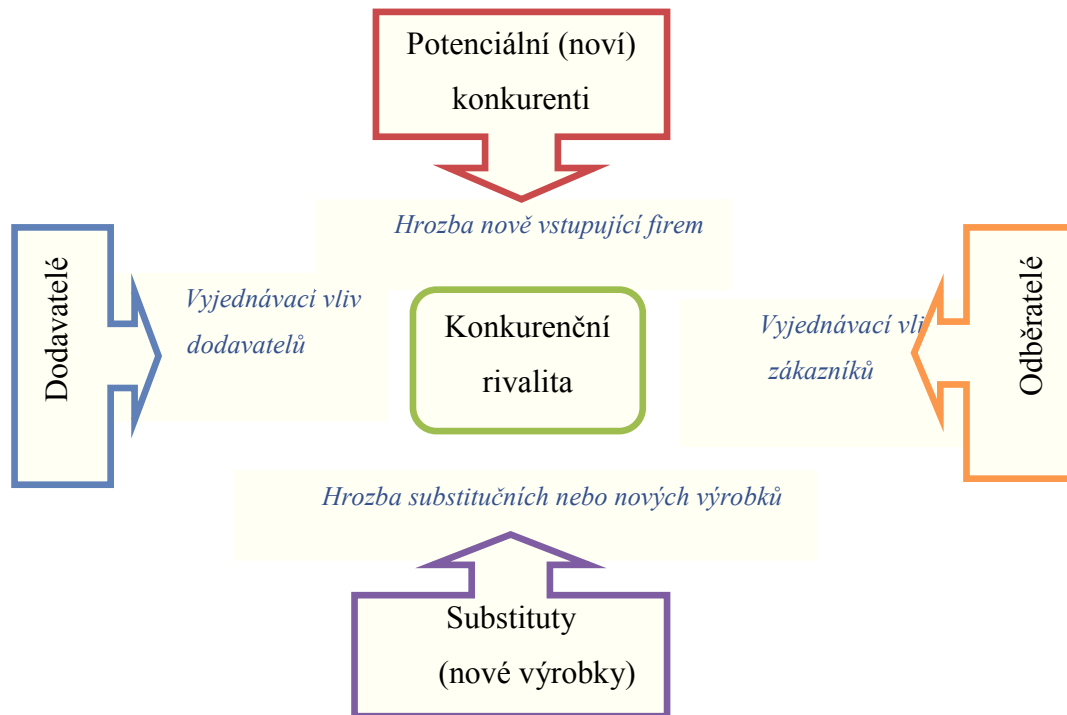 Potenciální (noví)
konkurenti
Hrozba nově vstupující firem
Dodavatelé
Vyjednávací vliv
dodavatelů
Konkurenční
rivalita
Vyjednávací vli
zákazníků
Odběratelé
Hrozba substitučních nebo nových výrobků
Substituty
(nové výrobky)